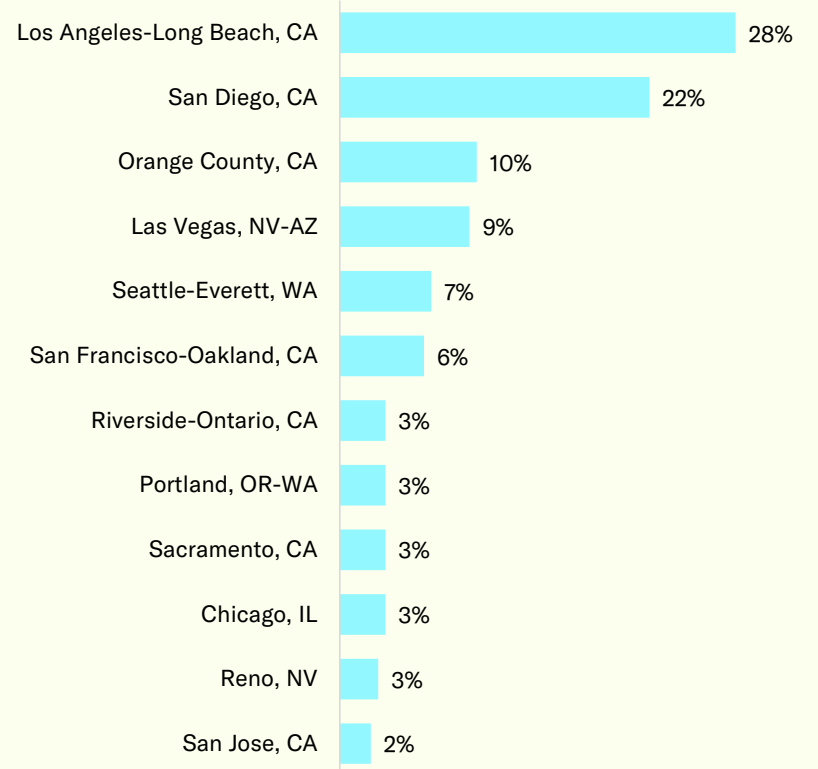 Los Angeles-Long Beach, CA 28%
San Diego, CA 22%
Orange County, CA 10%
Las Vegas, NV-AZ 9%
Seattle-Everett, WA 7%
San Francisco-Oakland, CA 6%
Riverside-Ontario, CA 3%
Portland, OR-WA 3%
Sacramento, CA 3%
Chicago, IL 3%
Reno, NV 3%
San Jose, CA 2%